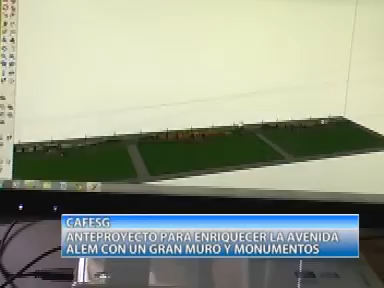 CAFESG
ANTEPROYECTO PARA ENRIQUECER LA AVENIDA
ALEM CON UN GRAN MURO Y MONUMENTOS